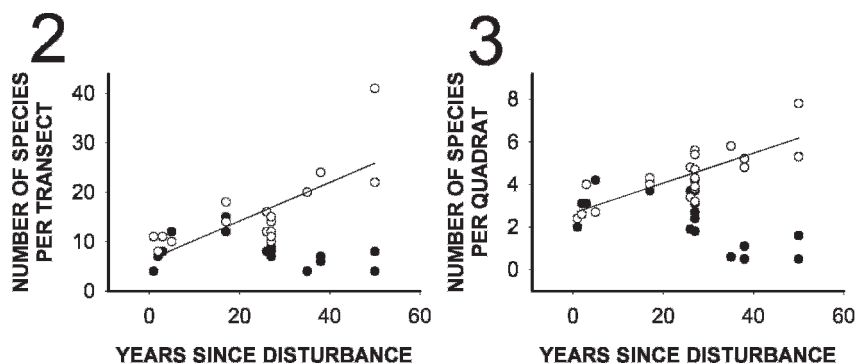 2
NUMBER OF SPECIES
PER TRANSECT
40
30
20
10
0
0 20 40 60
YEARS SINCE DISTURBANCE
3
NUMBER OF SPECIES
PER QUADRAT
8
6
4
2
0
0 20 40 60
YEARS SINCE DISTURBANCE